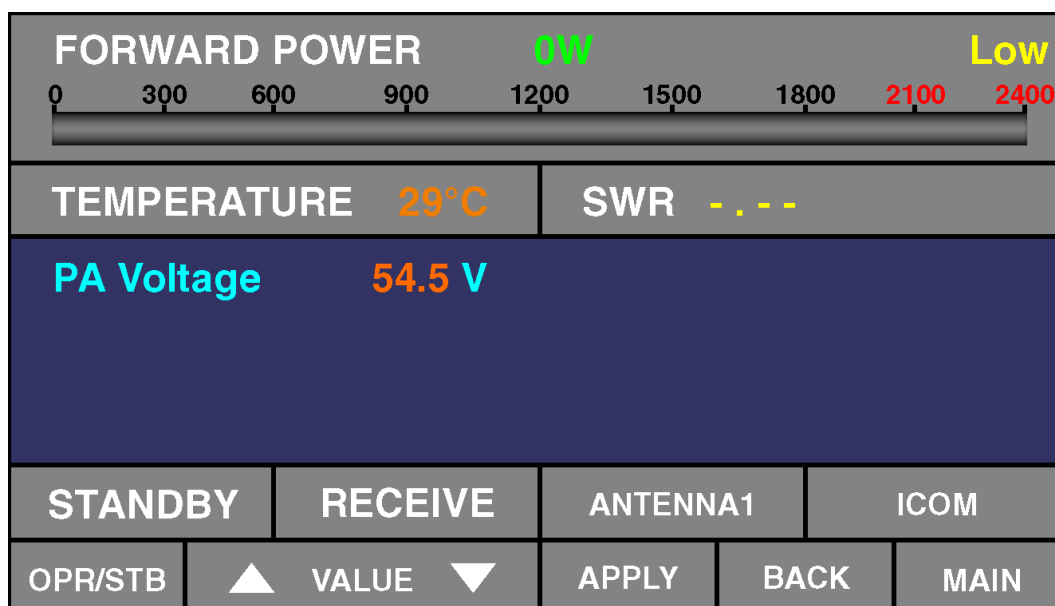 FORWARD POWER 0W Low
0 300 600 900 1200 1500 1800 2100 2400
TEMPERATURE 29°C SWR -.--
PA Voltage 54.5 V
STANDBY RECEIVE ANTENNA1 ICOM
OPR/STB VALUE APPLY BACK MAIN